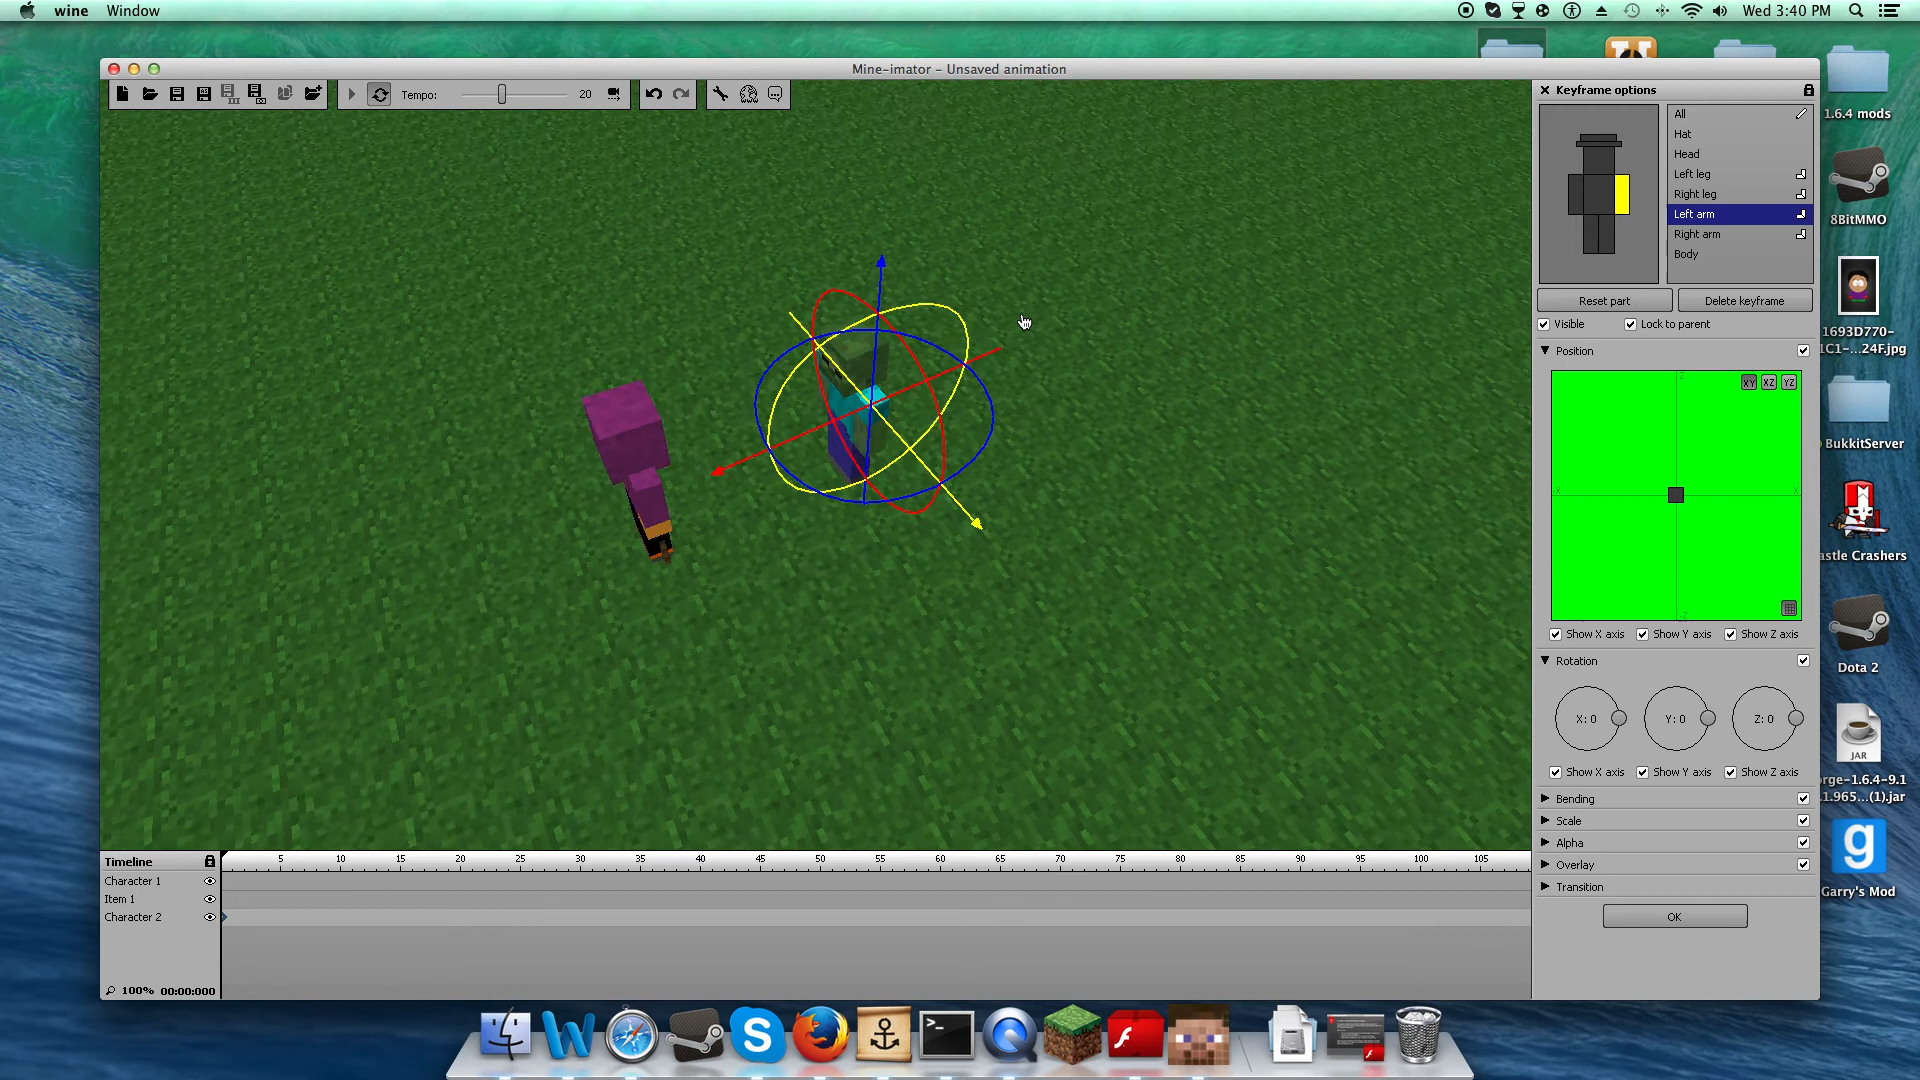 wine Window
Wed 3:40 PM
Mine-imator - Unsaved animation
Tempo: 20
Keyframe options
All
Hat
Head
Left leg
Right leg
Left arm
Right arm
Body
Reset part Delete keyframe
Visible Lock to parent
Position
XY XZ YZ
Z
-X X
-Z
Show X axis Show Y axis Show Z axis
Rotation
X: 0 Y: 0 Z: 0
Show X axis Show Y axis Show Z axis
Bending
Scale
Alpha
Overlay
Transition
OK
Timeline
5 10 15 20 25 30 35 40 45 50 55 60 65 70 75 80 85 90 95 100 105
Character 1
Item 1
Character 2
100% 00:00:000
1.6.4 mods
8BitMMO
1693D770-
1C1-...24F.jpg
BukkitServer
astle Crashers
Dota 2
JAR
orge-1.6.4-9.1
.1.965...(1).jar
g
Garry's Mod
W
S